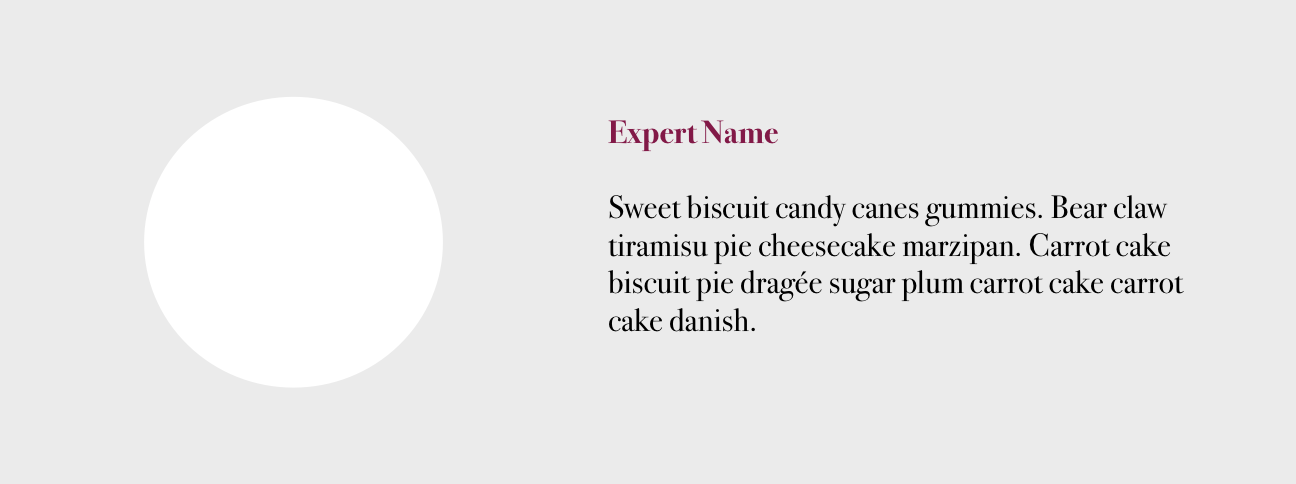 Expert Name
Sweet biscuit candy canes gummies. Bear claw
tiramisu pie cheesecake marzipan. Carrot cake
biscuit pie dragée sugar plum carrot cake carrot
cake danish.